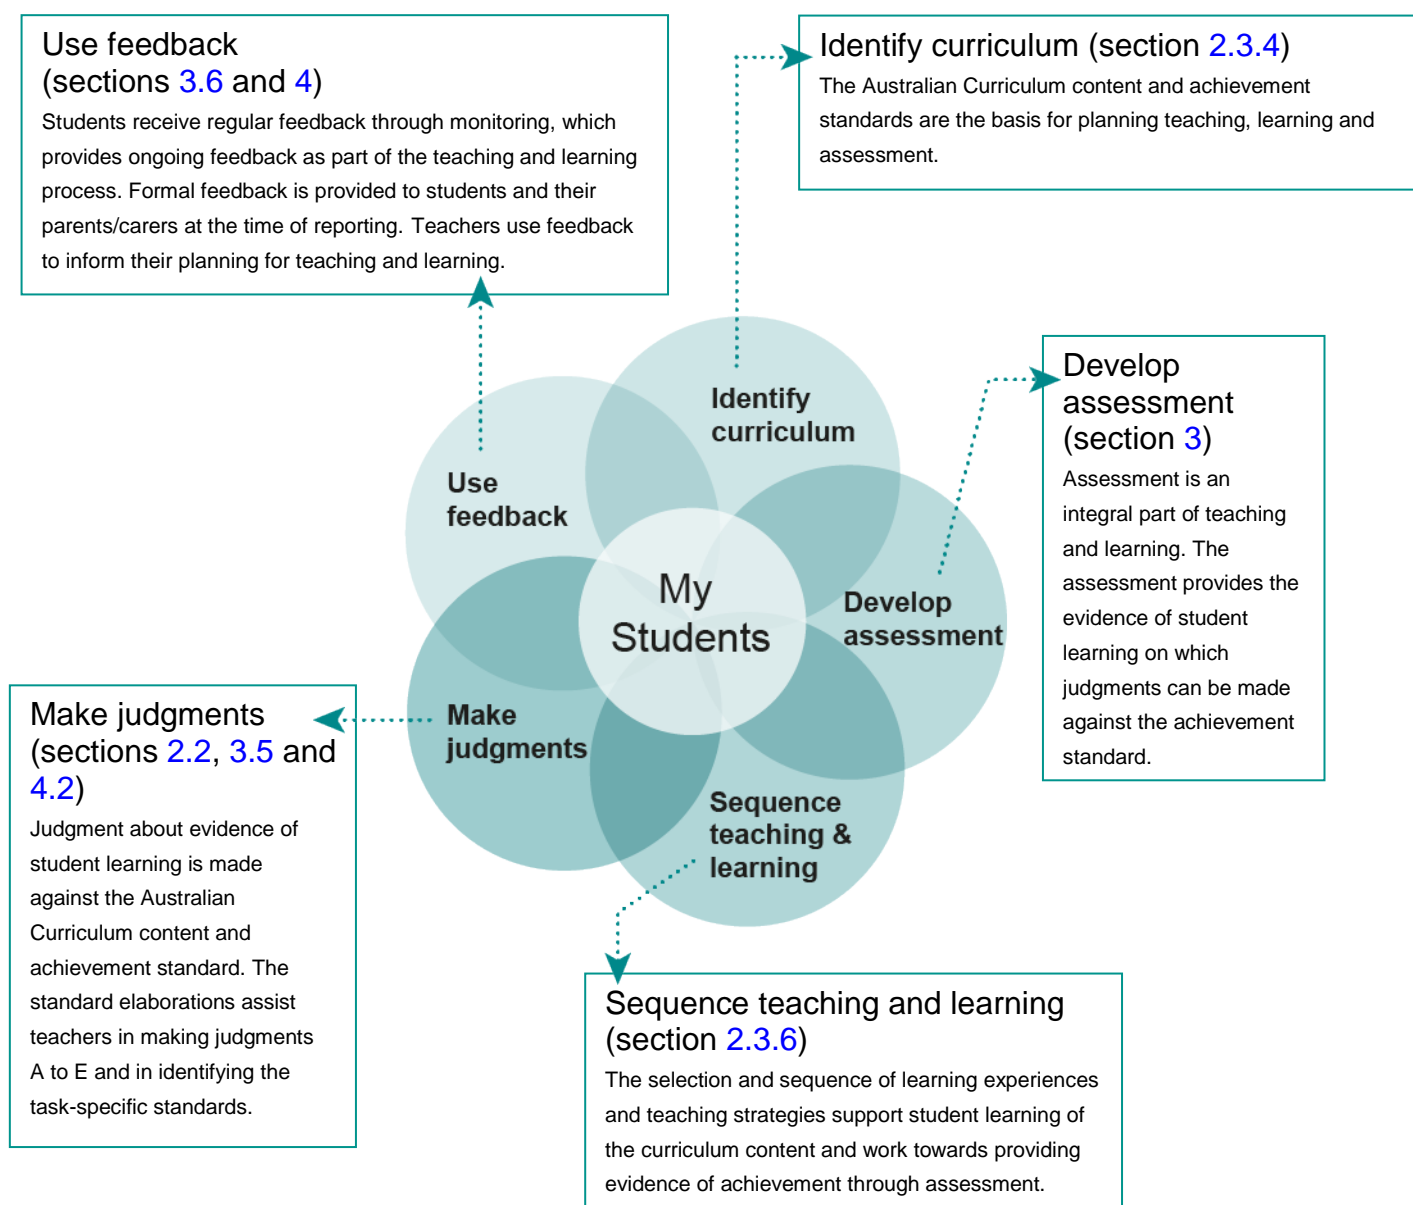 Use feedback
(sections 3.6 and 4)
Students receive regular feedback through monitoring, which
provides ongoing feedback as part of the teaching and learning
process. Formal feedback is provided to students and their
parents/carers at the time of reporting. Teachers use feedback
to inform their planning for teaching and learning.
Identify curriculum (section 2.3.4)
The Australian Curriculum content and achievement
standards are the basis for planning teaching, learning and
assessment.
Develop
assessment
(section 3)
Assessment is an
integral part of teaching
and learning. The
assessment provides the
evidence of student
learning on which
judgments can be made
against the achievement
standard.
Identify
curriculum
Use
feedback
My
Students
Develop
assessment
Make
judgments
Sequence
teaching &
learning
Make judgments
(sections 2.2, 3.5 and
4.2)
Judgment about evidence of
student learning is made
against the Australian
Curriculum content and
achievement standard. The
standard elaborations assist
teachers in making judgments
A to E and in identifying the
task-specific standards.
Sequence teaching and learning
(section 2.3.6)
The selection and sequence of learning experiences
and teaching strategies support student learning of
the curriculum content and work towards providing
evidence of achievement through assessment.